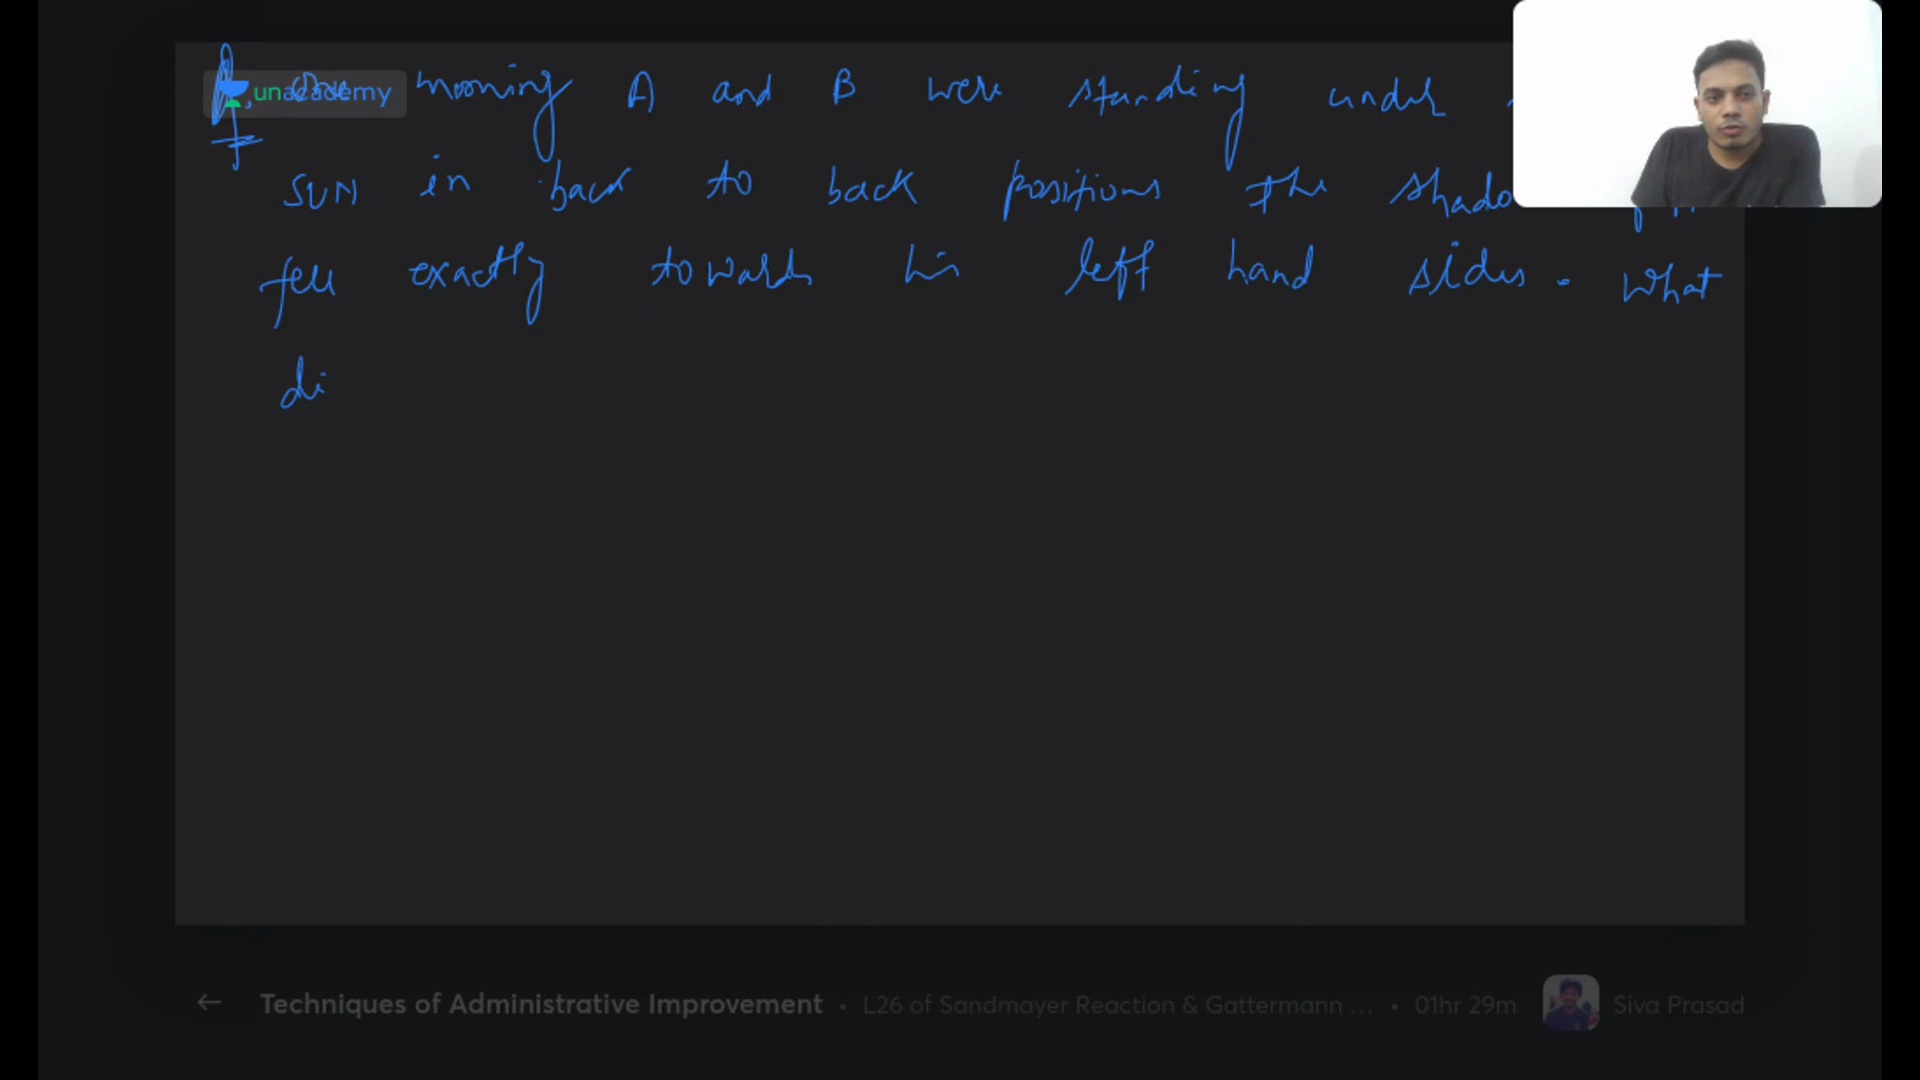 unacademy
One morning A and B were standing under
SUN in back to back positions the shado
fell exactly towards his left hand sides. What
di
Techniques of Administrative Improvement • L26 of Sandmayer Reaction & Gattermann ... • 01hr 29m Siva Prasad